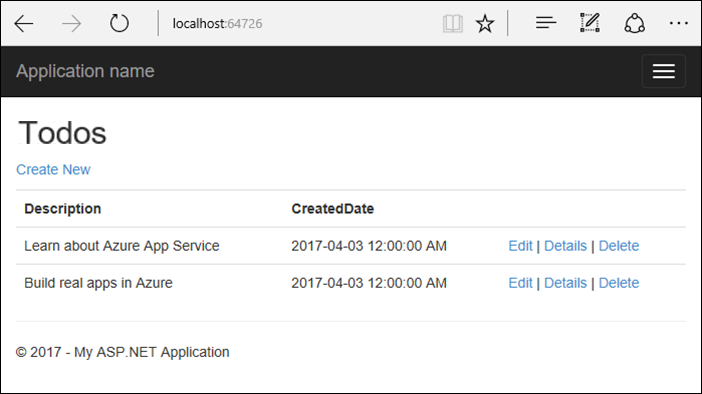 localhost:64726
Application name
Todos
Create New
Description CreatedDate
Learn about Azure App Service 2017-04-03 12:00:00 AM Edit | Details | Delete
Build real apps in Azure 2017-04-03 12:00:00 AM Edit | Details | Delete
© 2017 - My ASP.NET Application